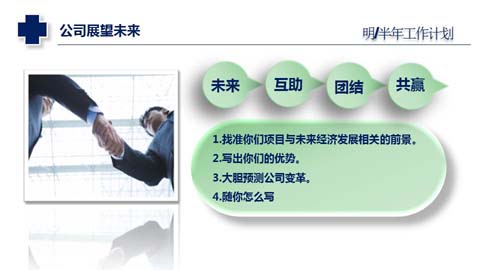 公司展望未来
明/半年工作计划
未来
互助
团结
共赢
1.找准你们项目与未来经济发展相关的前景。
2.写出你们的优势。
3.大胆预测公司变革。
4.随你怎么写